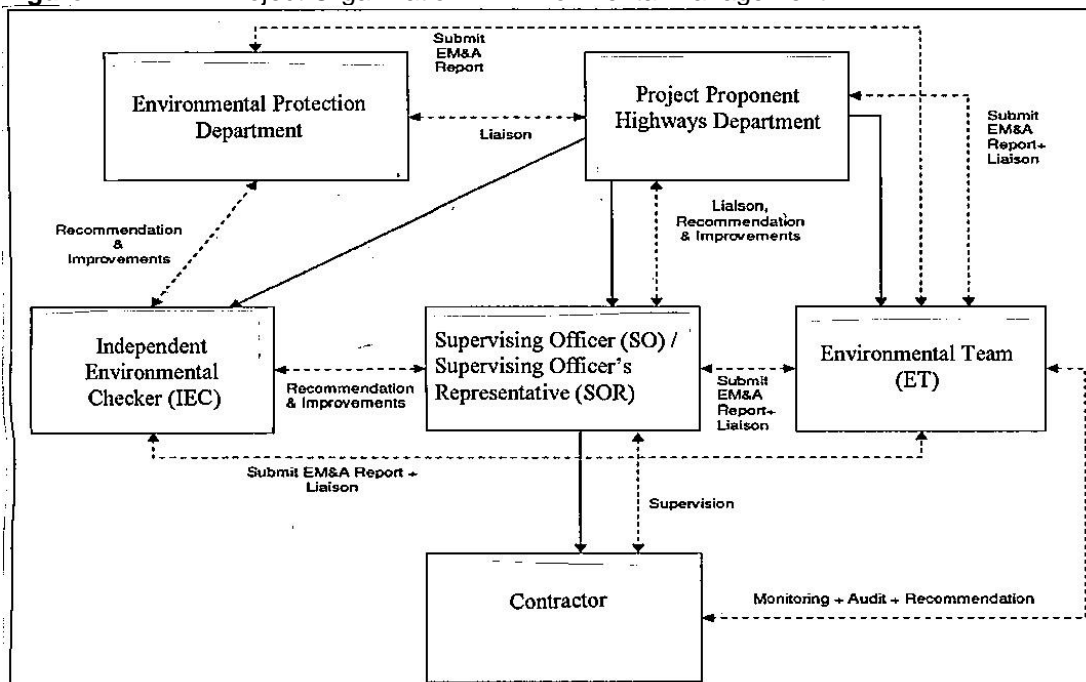 Submit
EM&A
Report
Environmental Protection
Department
Liaison
Project Proponent
Highways Department
Submit
EM&A
Report+
Liaison
Recommendation
&
Improvements
Liaison,
Recommendation
& Improvements
Independent
Environmental
Checker (IEC)
Recommendation
& Improvements
Supervising Officer (SO) /
Supervising Officer's
Representative (SOR)
Submit
EM&A
Report+
Liaison
Environmental Team
(ET)
Submit EM&A Report +
Liaison
Supervision
Contractor
Monitoring + Audit + Recommendation